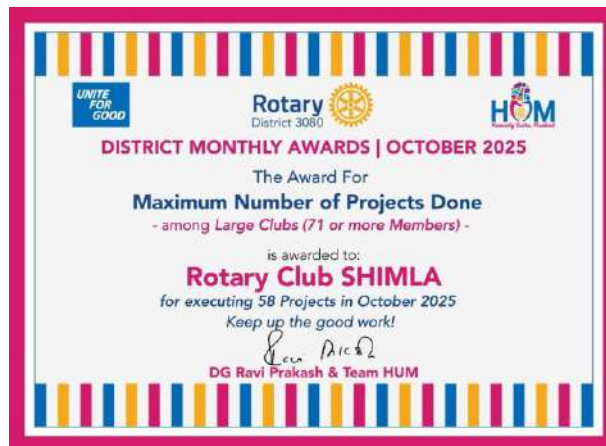 UNITE
FOR
GOOD
Rotary
District 3080
HUM
DISTRICT MONTHLY AWARDS | OCTOBER 2025
The Award For
Maximum Number of Projects Done
- among Large Clubs (71 or more Members) -
is awarded to:
Rotary Club SHIMLA
for executing 58 Projects in October 2025
Keep up the good work!
DG Ravi Prakash & Team HUM